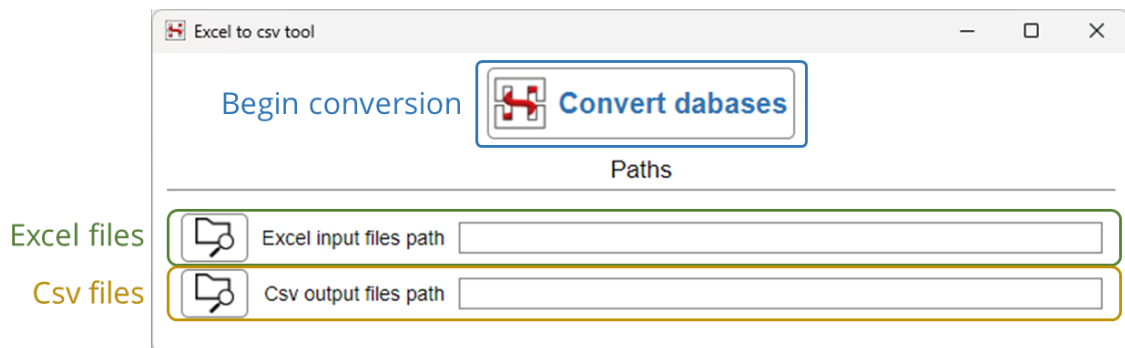 Excel to csv tool
Begin conversion
Convert dabases
Paths
Excel files
Excel input files path
Csv files
Csv output files path